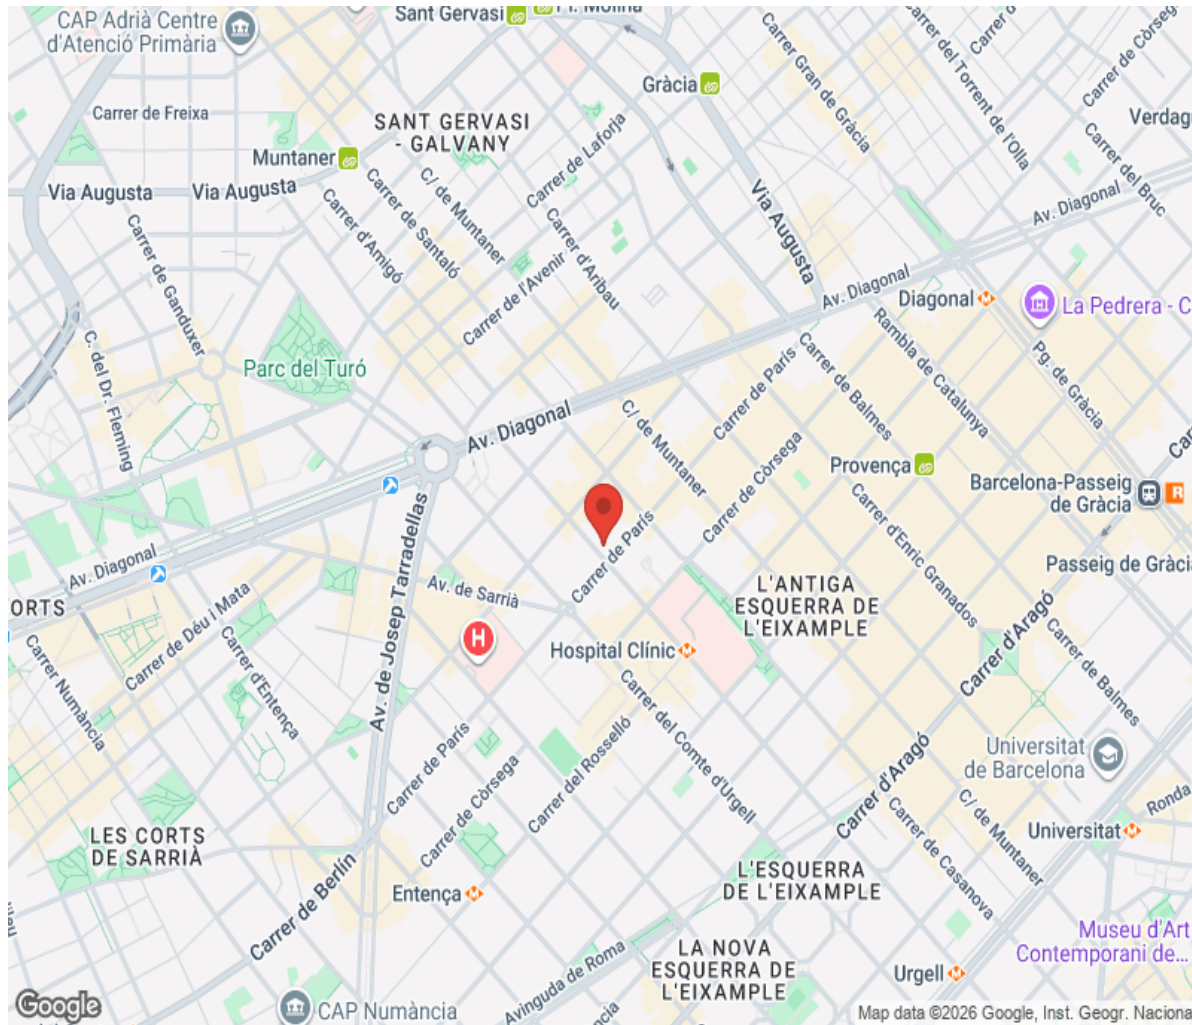 CAP Adrià Centre
d'Atenció Primària
Sant Gervasi
Pl. Molina
Gràcia
Carrer Gran de Gràcia
Carrer del Torrent de l'Olla
Carrer de Còrsega
Carrer de Freixa
SANT GERVASI
- GALVANY
Carrer de Laforja
Verdag
Muntaner
Via Augusta
Via Augusta
Carrer de Santaló
C/ de Muntaner
Carrer d'Amigó
Carrer d'Aribau
Via Augusta
Carrer del Bruc
Av. Diagonal
Carrer de Ganduxer
Carrer de l'Avenir
Av. Diagonal
Diagonal
La Pedrera - C
C. del Dr. Fleming
Parc del Turó
Rambla de Catalunya
Pg. de Gràcia
Carrer de París
Carrer de Balmes
Av. Diagonal
C/ de Muntaner
Carrer de Còrsega
Provença
Barcelona-Passeig
de Gràcia
R
Av. de Josep Tarradellas
Carrer de París
Carrer d'Enric Granados
Passeig de Gràcia
Av. Diagonal
Av. de Sarrià
L'ANTIGA
ESQUERRA DE
L'EIXAMPLE
ORTS
Carrer de Déu i Mata
H
Hospital Clínic
Carrer d'Aragó
Carrer de Balmes
Carrer Numància
Carrer d'Entença
Carrer del Comte d'Urgell
Carrer de París
Carrer de Còrsega
Carrer del Rosselló
Universitat
de Barcelona
Carrer d'Aragó
C/ de Muntaner
Ronda
LES CORTS
DE SARRIÀ
Universitat
Carrer de Casanova
Carrer de Berlín
Entença
L'ESQUERRA
DE L'EIXAMPLE
Museu d'Art
Contemporani de...
LA NOVA
ESQUERRA DE
L'EIXAMPLE
Avinguda de Roma
Urgell
CAP Numància
Google
Map data ©2026 Google, Inst. Geogr. Naciona